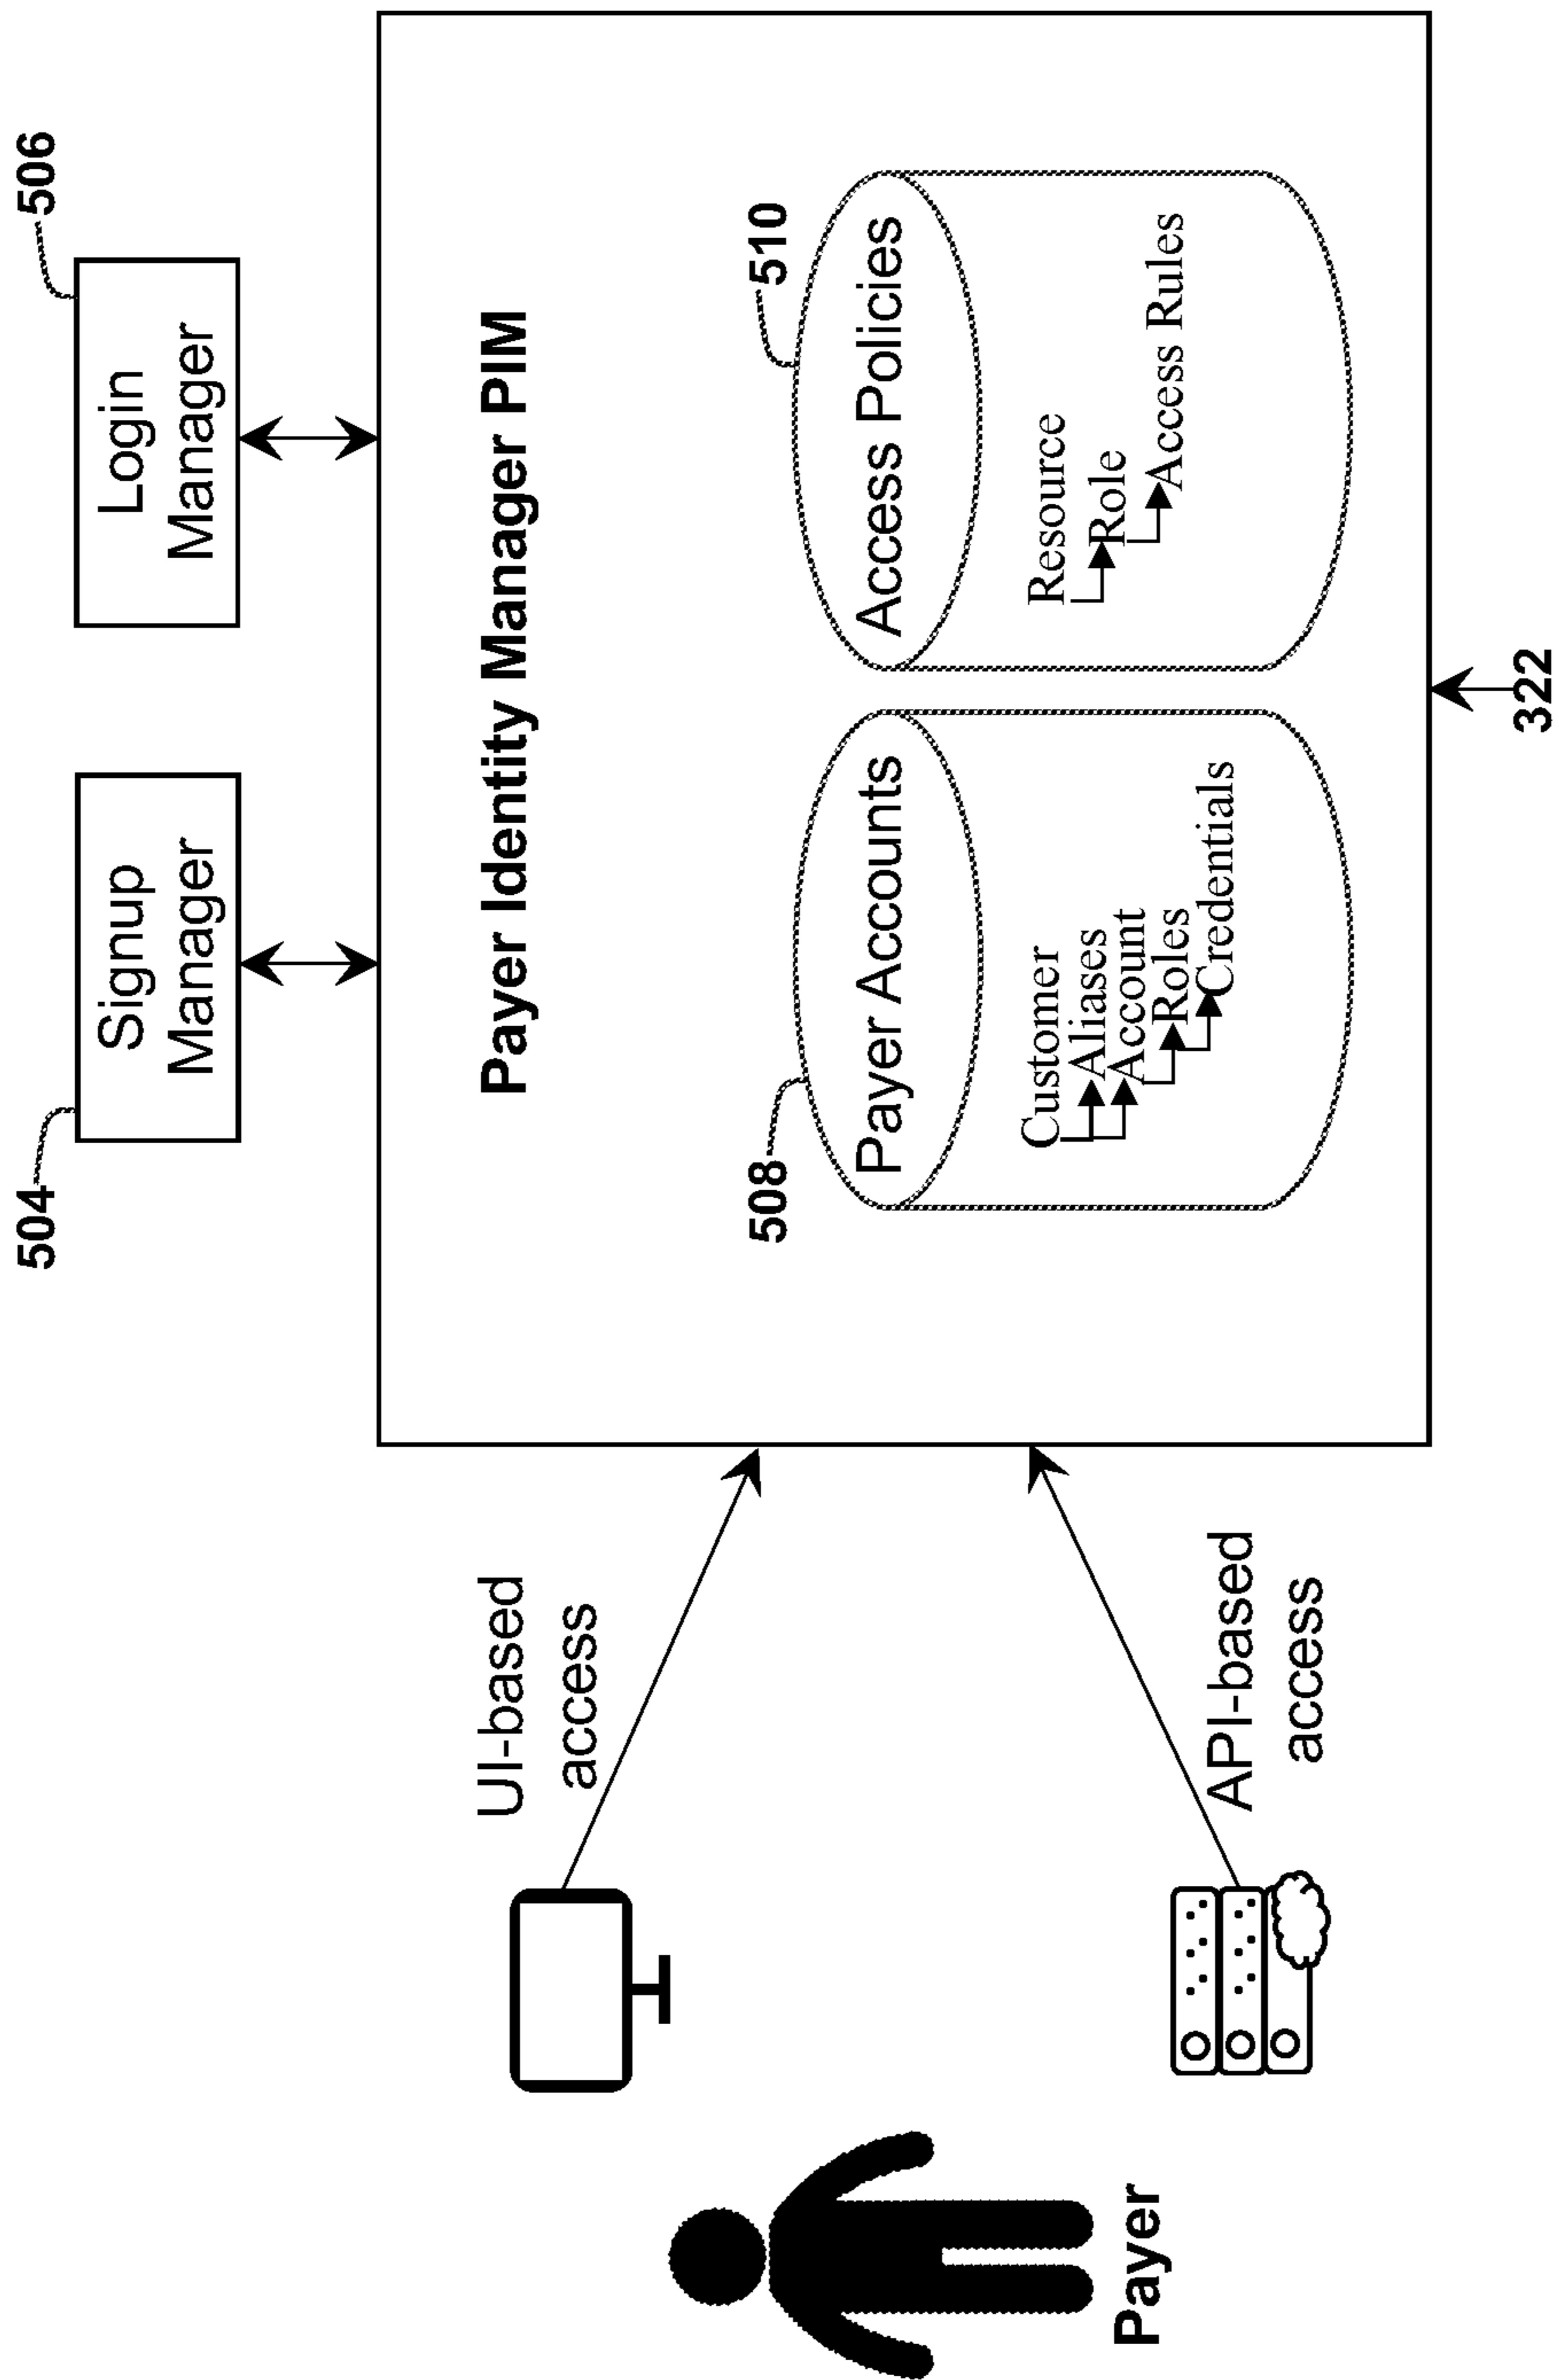 504
Signup
Manager
506
Login
Manager
Payer Identity Manager PIM
UI-based
access
API-based
access
Payer
508
Payer Accounts
Customer
Aliases
Account
Roles
Credentials
510
Access Policies
Resource
Role
Access Rules
322